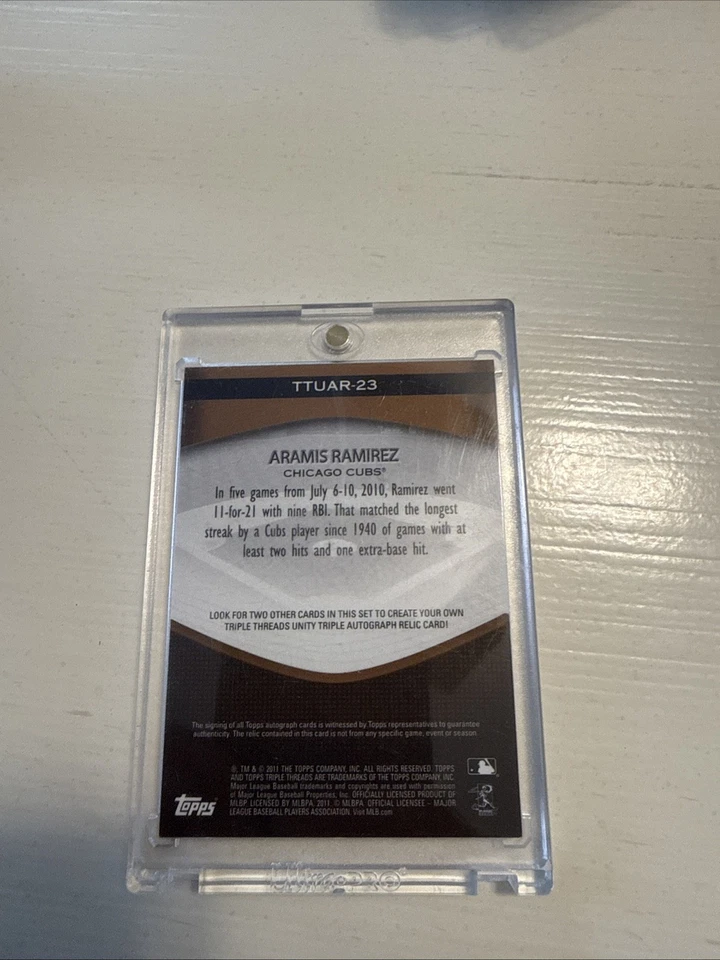 TTUAR-23
ARAMIS RAMIREZ
CHICAGO CUBS®
In five games from July 6-10, 2010, Ramirez went
11-for-21 with nine RBI. That matched the longest
streak by a Cubs player since 1940 of games with at
least two hits and one extra-base hit.
LOOK FOR TWO OTHER CARDS IN THIS SET TO CREATE YOUR OWN
TRIPLE THREADS UNITY TRIPLE AUTOGRAPH RELIC CARD!
The signing of all Topps autograph cards is witnessed by Topps representatives to guarantee
authenticity. The relic contained in this card is not from any specific game, event or season.
®, TM & © 2011 THE TOPPS COMPANY, INC. ALL RIGHTS RESERVED. TOPPS
AND TOPPS TRIPLE THREADS ARE TRADEMARKS OF THE TOPPS COMPANY, INC.
Major League Baseball trademarks and copyrights are used with permission
of Major League Baseball Properties, Inc. OFFICIALLY LICENSED PRODUCT OF
MLBP. LICENSED BY MLBPA, 2011. © MLBPA. OFFICIAL LICENSEE – MAJOR
LEAGUE BASEBALL PLAYERS ASSOCIATION. Visit MLB.com
Topps
Ultra•PRO